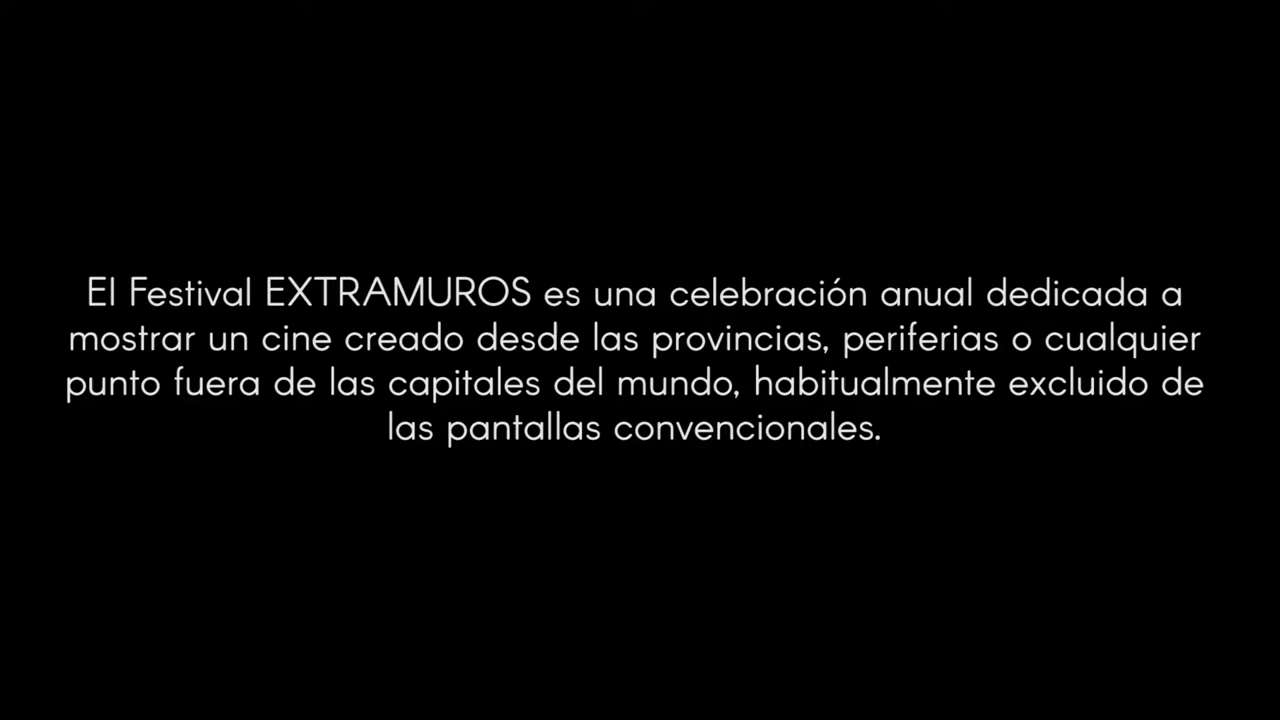 El Festival EXTRAMUROS es una celebración anual dedicada a
mostrar un cine creado desde las provincias, periferias o cualquier
punto fuera de las capitales del mundo, habitualmente excluido de
las pantallas convencionales.